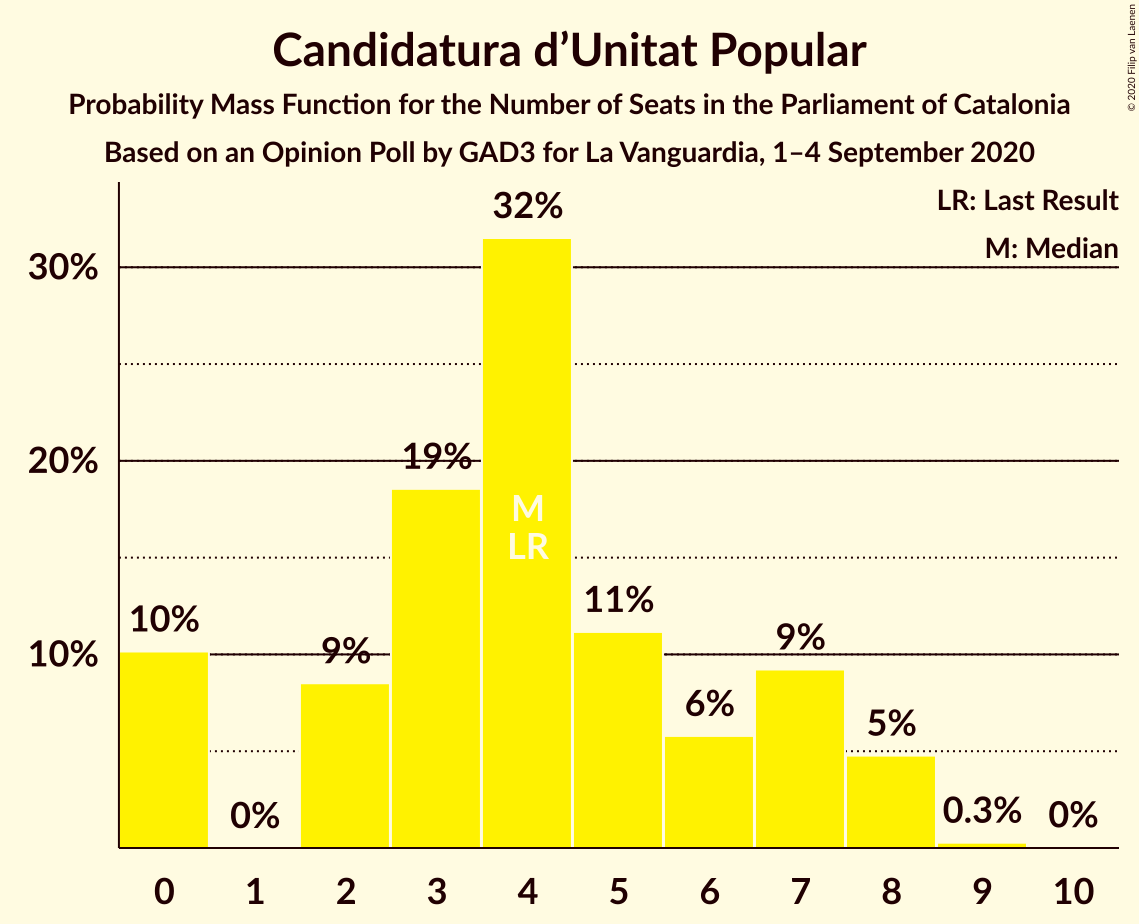 Candidatura d’Unitat Popular
Probability Mass Function for the Number of Seats in the Parliament of Catalonia
Based on an Opinion Poll by GAD3 for La Vanguardia, 1–4 September 2020
© 2020 Filip van Laenen
LR: Last Result
M: Median
30%
20%
10%
10%
0%
9%
19%
32%
M
LR
11%
6%
9%
5%
0.3%
0%
0 1 2 3 4 5 6 7 8 9 10